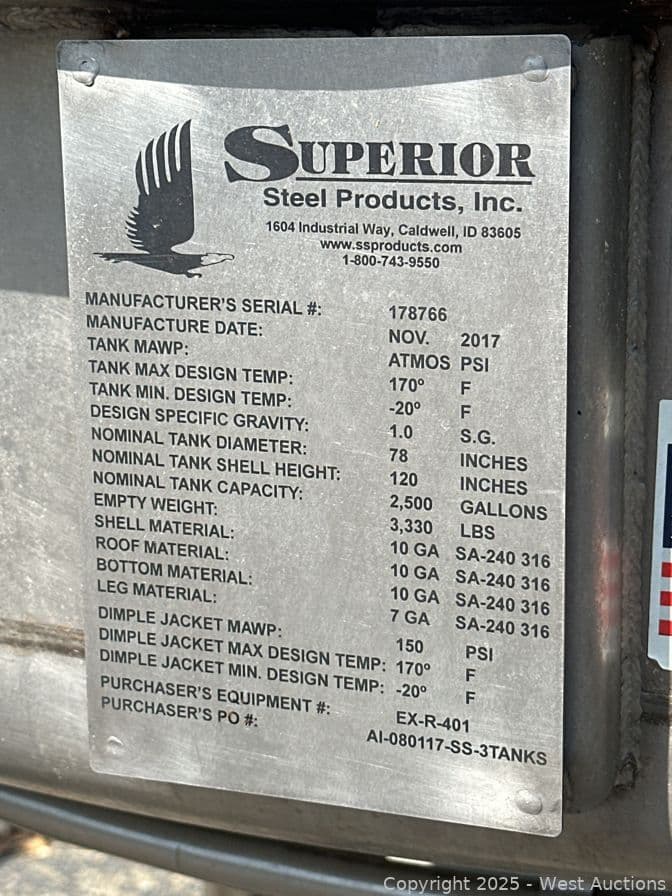 SUPERIOR
Steel Products, Inc.
1604 Industrial Way, Caldwell, ID 83605
www.ssproducts.com
1-800-743-9550
MANUFACTURER'S SERIAL #: 178766
MANUFACTURE DATE: NOV. 2017
TANK MAWP: ATMOS PSI
TANK MAX DESIGN TEMP: 170º F
TANK MIN. DESIGN TEMP: -20º F
DESIGN SPECIFIC GRAVITY: 1.0 S.G.
NOMINAL TANK DIAMETER: 78 INCHES
NOMINAL TANK SHELL HEIGHT: 120 INCHES
NOMINAL TANK CAPACITY: 2,500 GALLONS
EMPTY WEIGHT: 3,330 LBS
SHELL MATERIAL: 10 GA SA-240 316
ROOF MATERIAL: 10 GA SA-240 316
BOTTOM MATERIAL: 10 GA SA-240 316
LEG MATERIAL: 7 GA SA-240 316
DIMPLE JACKET MAWP: 150 PSI
DIMPLE JACKET MAX DESIGN TEMP: 170º F
DIMPLE JACKET MIN. DESIGN TEMP: -20º F
PURCHASER'S EQUIPMENT #: EX-R-401
PURCHASER'S PO #: AI-080117-SS-3TANKS
Copyright 2025 - West Auctions